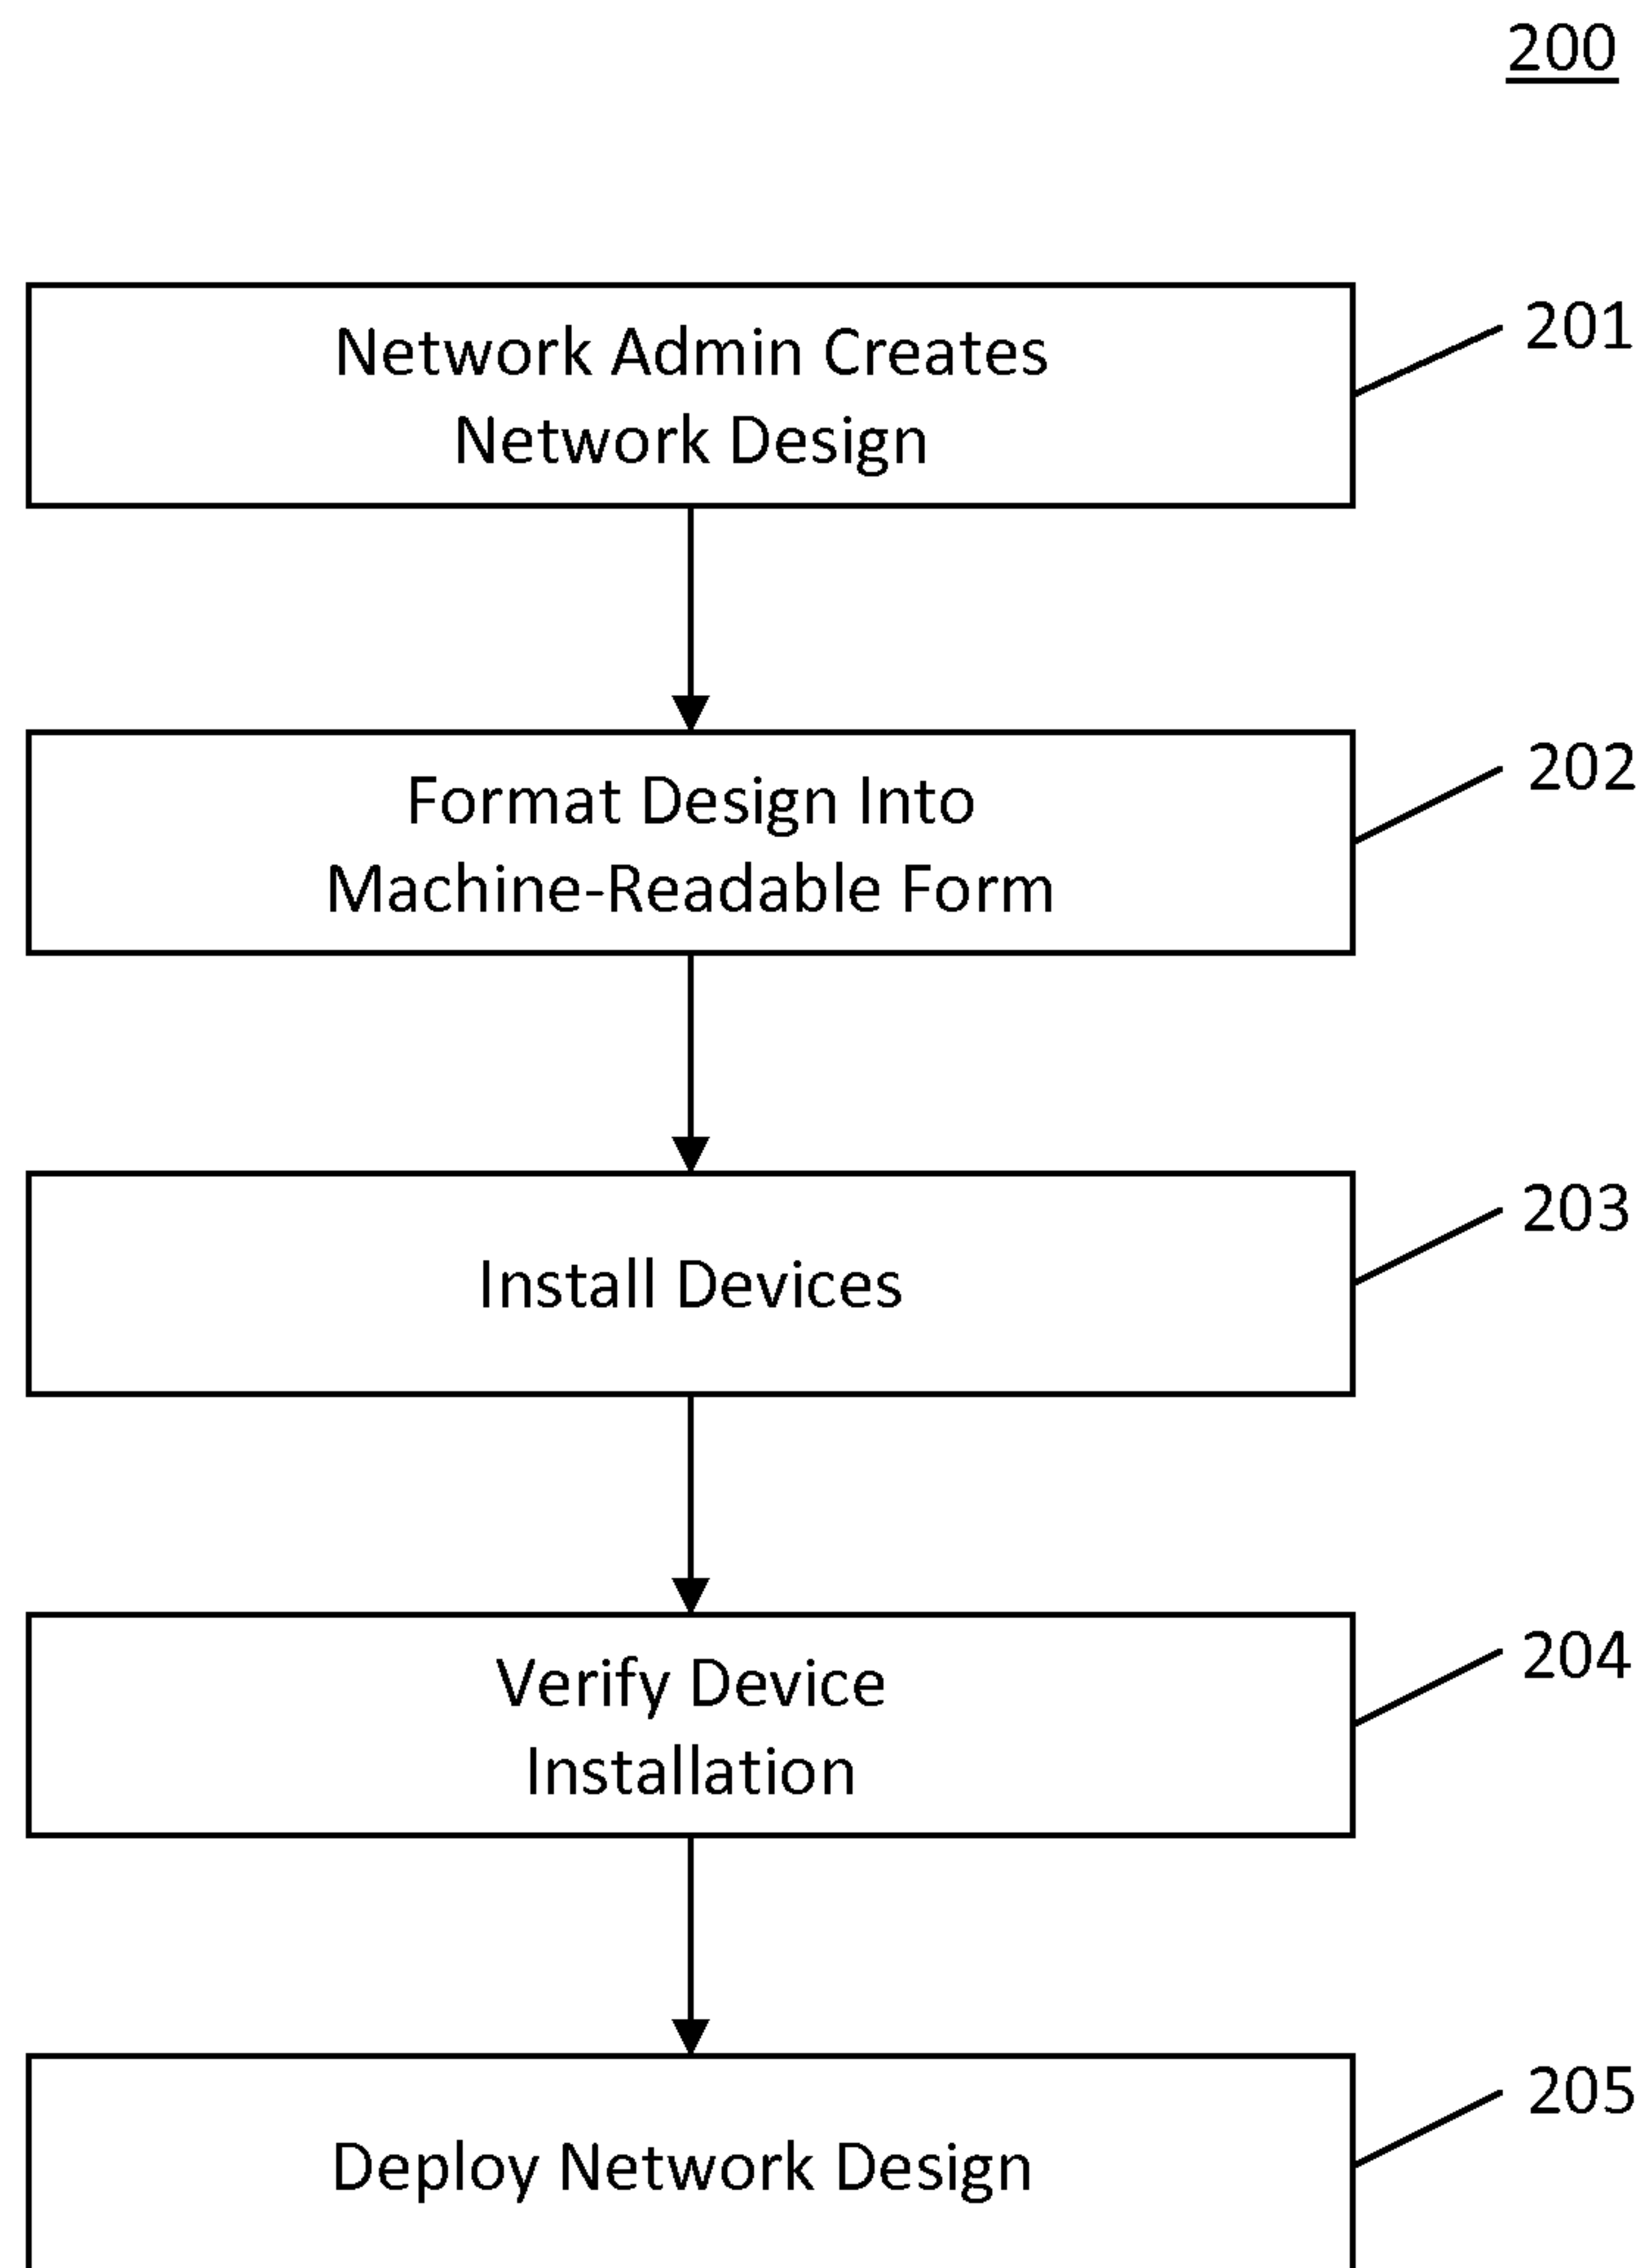 200
Network Admin Creates
Network Design
201
Format Design Into
Machine-Readable Form
202
Install Devices
203
Verify Device
Installation
204
Deploy Network Design
205